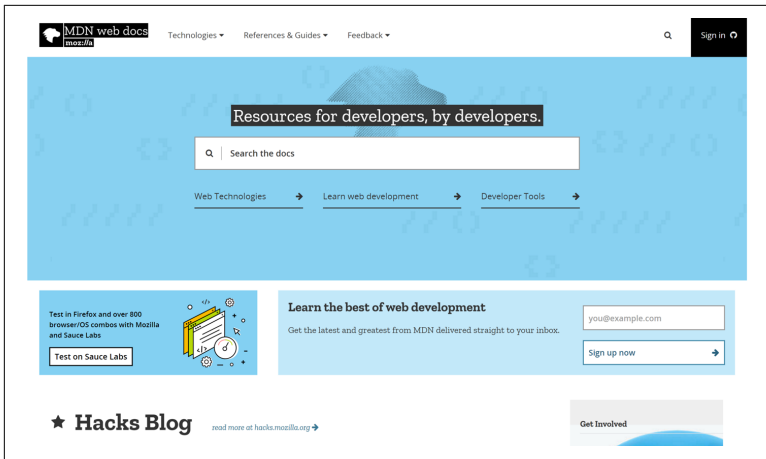 MDN web docs
moz://a
Technologies ▾ References & Guides ▾ Feedback ▾ Sign in
Resources for developers, by developers.
Search the docs
Web Technologies → Learn web development → Developer Tools →
Test in Firefox and over 800
browser/OS combos with Mozilla
and Sauce Labs
Test on Sauce Labs
Learn the best of web development
Get the latest and greatest from MDN delivered straight to your inbox.
you@example.com
Sign up now →
★ Hacks Blog read more at hacks.mozilla.org →
Get Involved